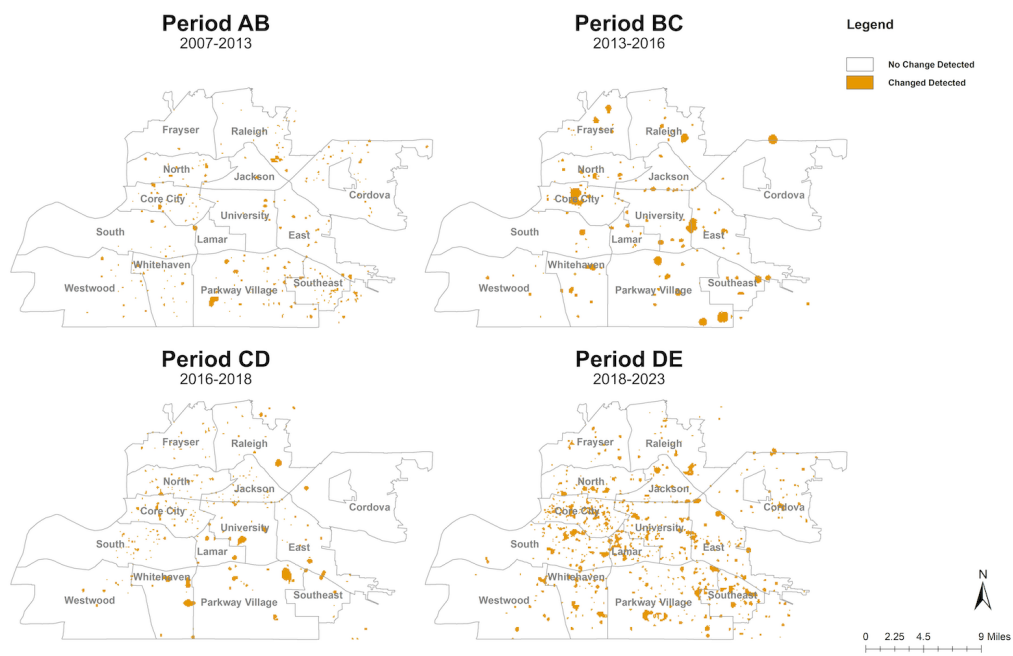 Period AB
2007-2013
Period BC
2013-2016
Legend
No Change Detected
Changed Detected
Frayser
Raleigh
North
Jackson
Core City
Cordova
University
South
Lamar
East
Whitehaven
Westwood
Parkway Village
Southeast
Frayser
Raleigh
North
Jackson
Core City
Cordova
University
South
Lamar
East
Whitehaven
Westwood
Parkway Village
Southeast
Period CD
2016-2018
Period DE
2018-2023
Frayser
Raleigh
North
Jackson
Core City
Cordova
University
South
Lamar
East
Whitehaven
Westwood
Parkway Village
Southeast
Frayser
Raleigh
North
Jackson
Core City
Cordova
University
South
Lamar
East
Whitehaven
Westwood
Parkway Village
Southeast
N
0 2.25 4.5 9 Miles